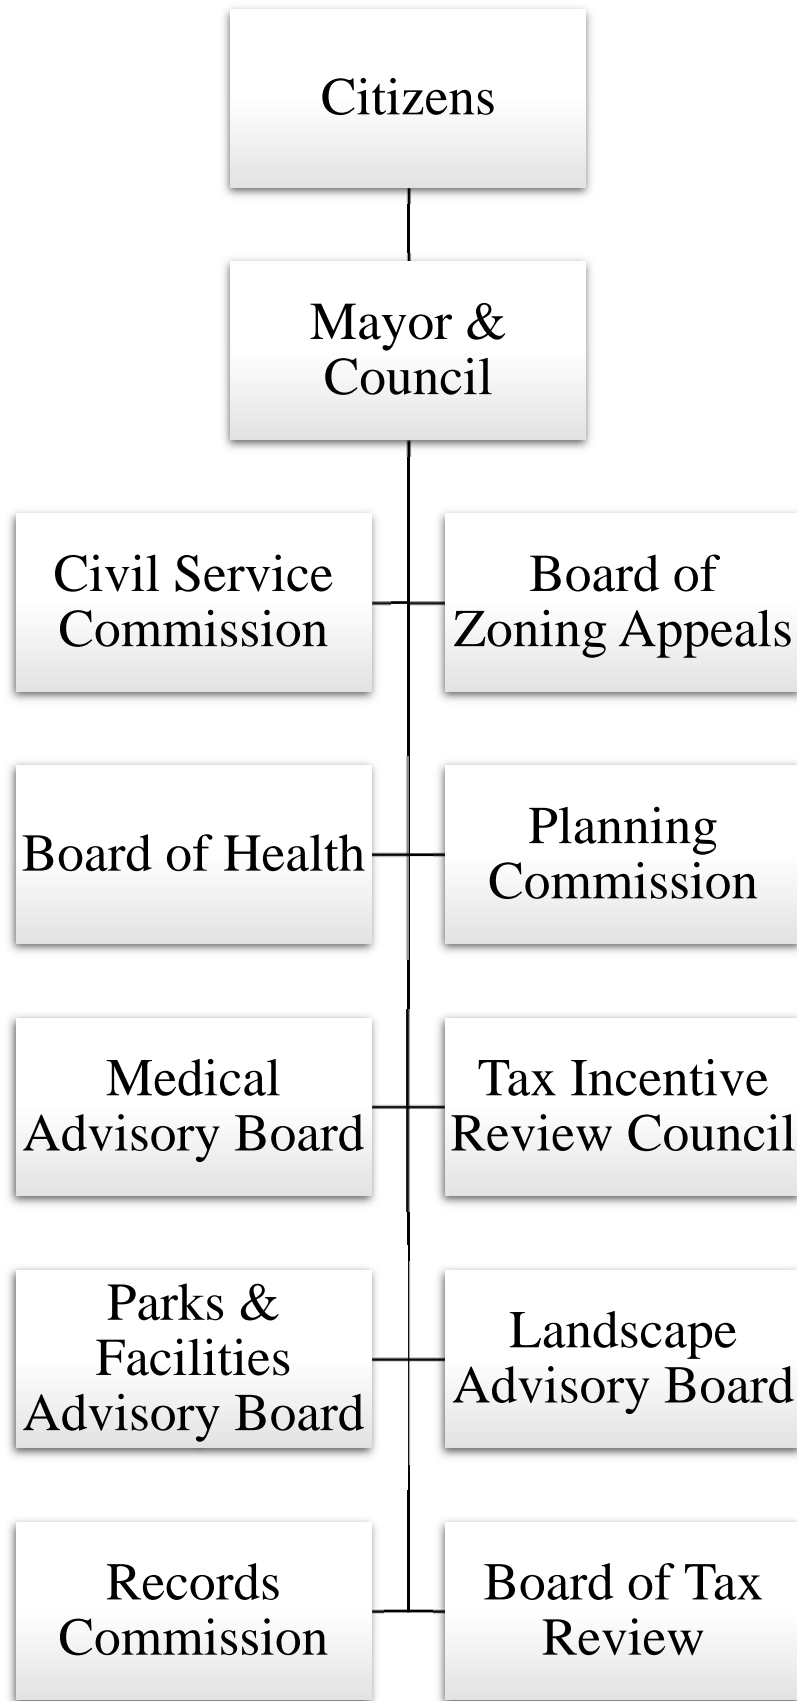 Citizens
Mayor &
Council
Civil Service
Commission
Board of
Zoning Appeals
Board of Health
Planning
Commission
Medical
Advisory Board
Tax Incentive
Review Council
Parks &
Facilities
Advisory Board
Landscape
Advisory Board
Records
Commission
Board of Tax
Review